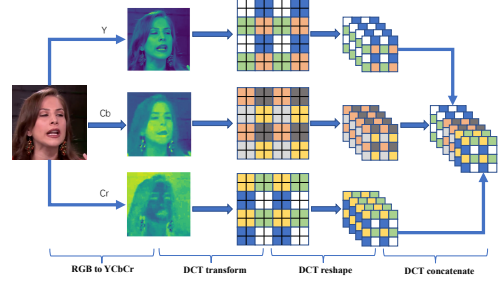 Y
Cb
Cr
RGB to YCbCr
DCT transform
DCT reshape
DCT concatenate